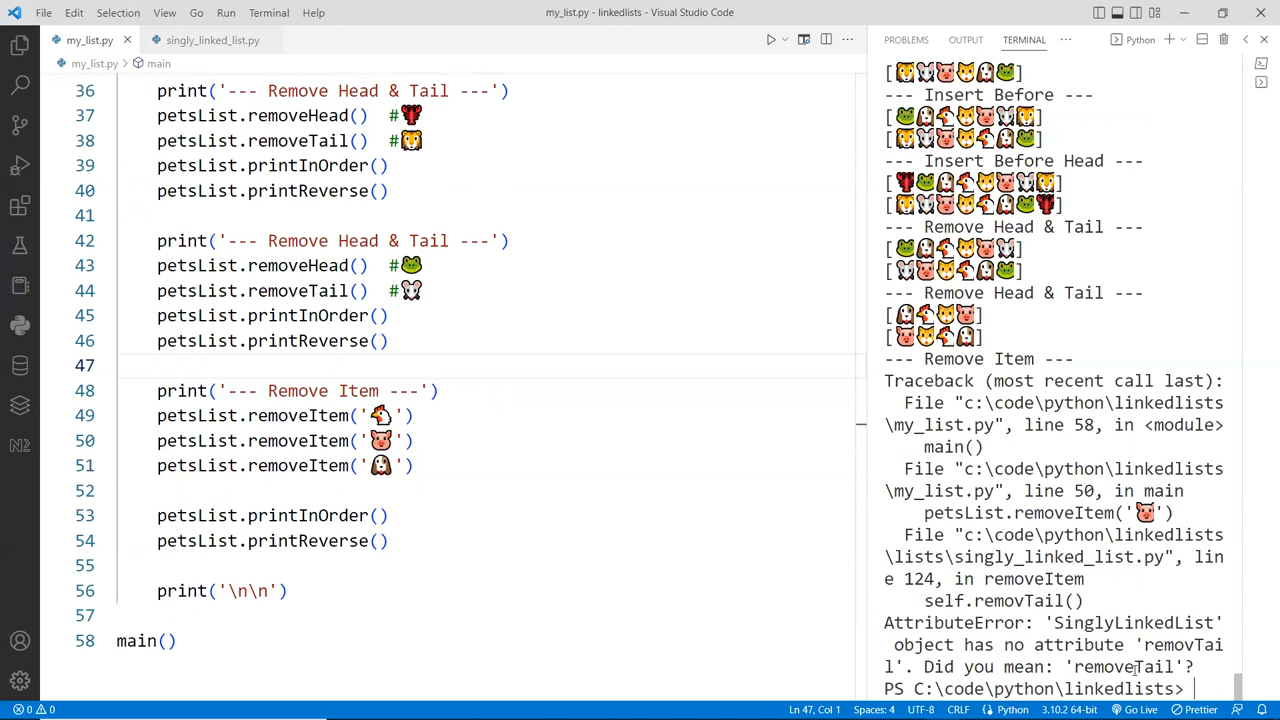 File Edit Selection View Go Run Terminal Help
my_list.py - linkedlists - Visual Studio Code
my_list.py singly_linked_list.py
my_list.py > main
36 print('--- Remove Head & Tail ---')
37 petsList.removeHead() #🦞
38 petsList.removeTail() #🐯
39 petsList.printInOrder()
40 petsList.printReverse()
41
42 print('--- Remove Head & Tail ---')
43 petsList.removeHead() #🐸
44 petsList.removeTail() #🐭
45 petsList.printInOrder()
46 petsList.printReverse()
47
48 print('--- Remove Item ---')
49 petsList.removeItem('🐔')
50 petsList.removeItem('🐷')
51 petsList.removeItem('🐶')
52
53 petsList.printInOrder()
54 petsList.printReverse()
55
56 print('\n\n')
57
58 main()
PROBLEMS OUTPUT TERMINAL ··· Python
[🐯🐭🐷🐱🐶🐸]
--- Insert Before ---
[🐸🐶🐔🐱🐷🐭🐯]
[🐯🐭🐷🐱🐔🐶🐸]
--- Insert Before Head ---
[🦞🐸🐶🐔🐱🐷🐭🐯]
[🐯🐭🐷🐱🐔🐶🐸🦞]
--- Remove Head & Tail ---
[🐸🐶🐔🐱🐷🐭]
[🐭🐷🐱🐔🐶🐸]
--- Remove Head & Tail ---
[🐶🐔🐱🐷]
[🐷🐱🐔🐶]
--- Remove Item ---
Traceback (most recent call last):
File "c:\code\python\linkedlists
\my_list.py", line 58, in <module>
main()
File "c:\code\python\linkedlists
\my_list.py", line 50, in main
petsList.removeItem('🐷')
File "c:\code\python\linkedlists
\lists\singly_linked_list.py", lin
e 124, in removeItem
self.removTail()
AttributeError: 'SinglyLinkedList'
object has no attribute 'removTai
l'. Did you mean: 'removeTail'?
PS C:\code\python\linkedlists>
0 0 Ln 47, Col 1 Spaces: 4 UTF-8 CRLF Python 3.10.2 64-bit Go Live Prettier